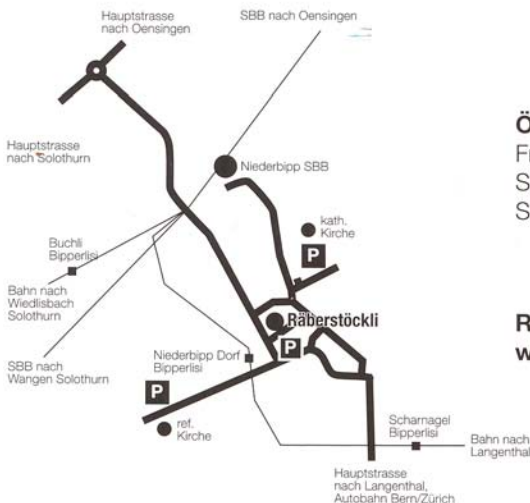 Hauptstrasse
nach Oensingen
SBB nach Oensingen
Hauptstrasse
nach Solothurn
Niederbipp SBB
kath.
Kirche
P
Buchli
Bipperlisi
Bahn nach
Wiedlisbach
Solothurn
Räberstöckli
P
SBB nach
Wangen Solothurn
Niederbipp Dorf
Bipperlisi
P
ref.
Kirche
Scharnagel
Bipperlisi
Bahn nach
Langenthal
Hauptstrasse
nach Langenthal,
Autobahn Bern/Zürich